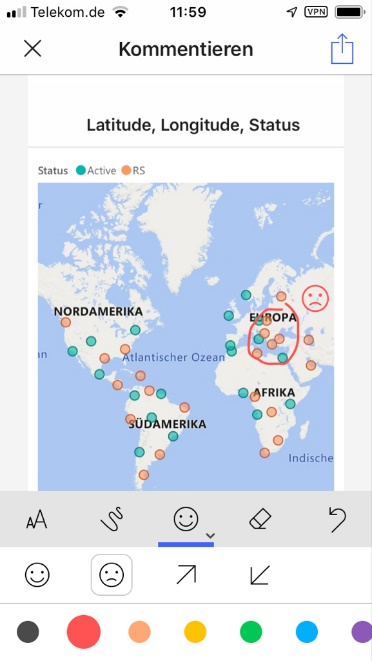 Telekom.de 11:59 VPN
Kommentieren
Latitude, Longitude, Status
Status Active RS
r
NORDAMERIKA
EUROPA
n
Atlantischer Ozean
AFRIKA
SÜDAMERIKA
Indische
AA